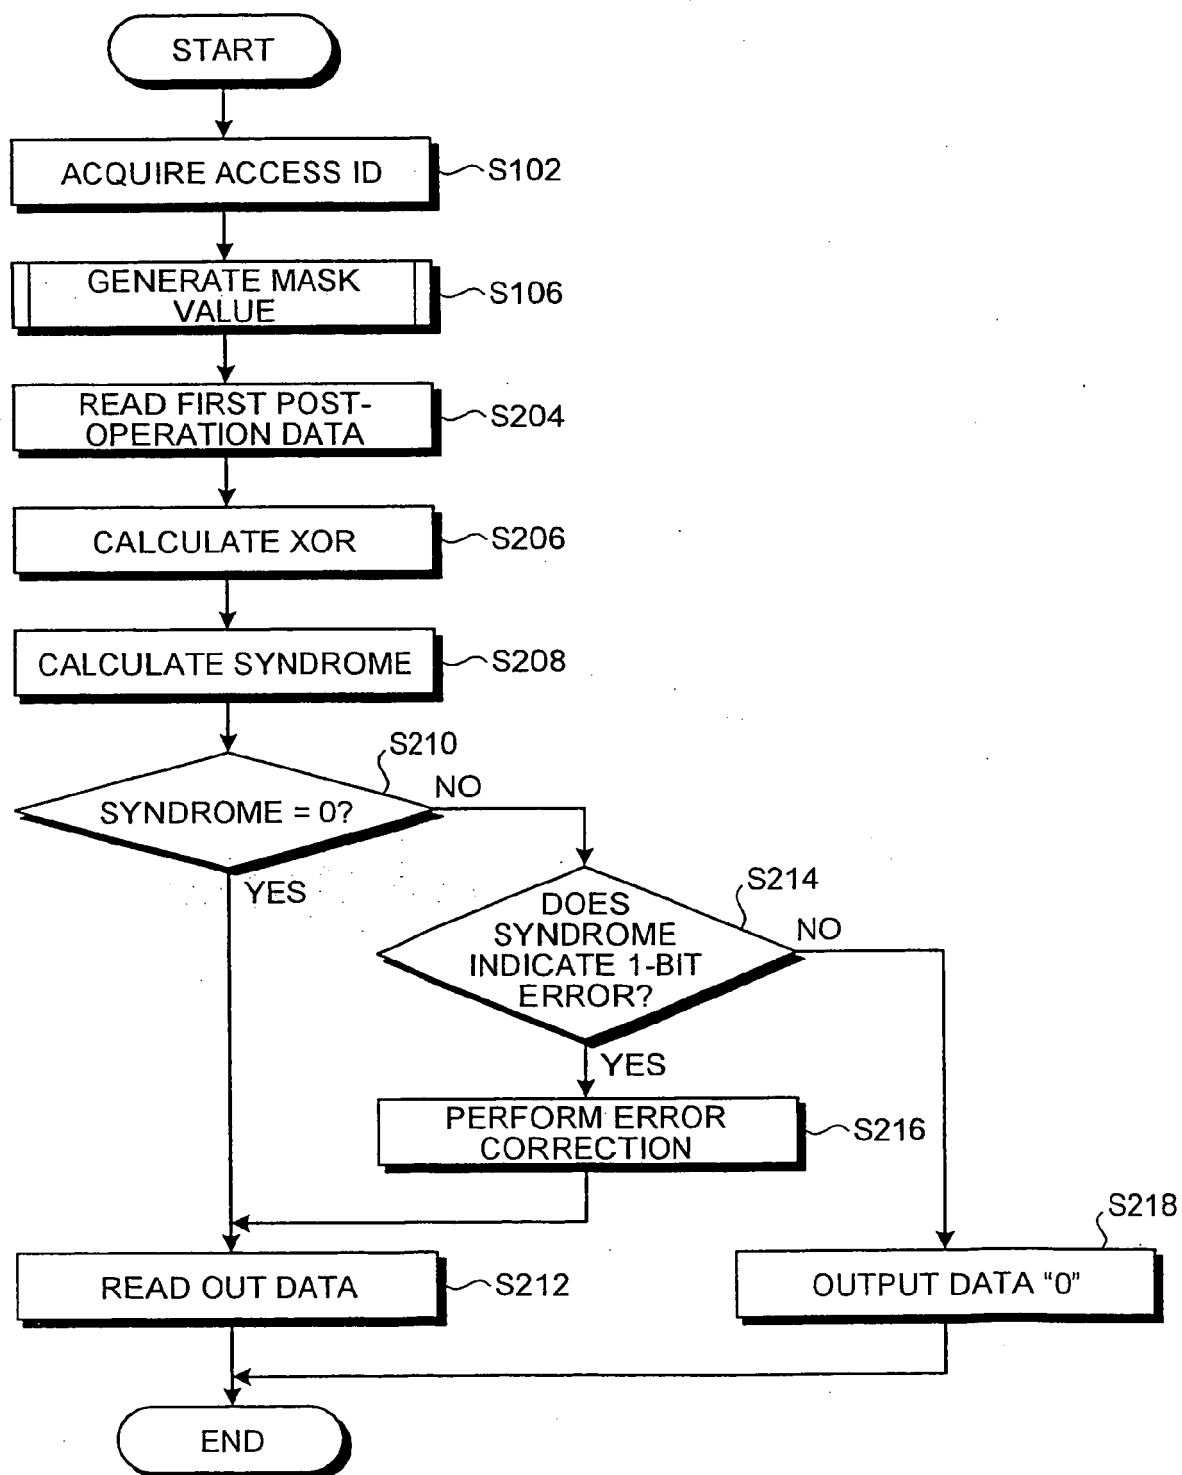 START
ACQUIRE ACCESS ID
S102
GENERATE MASK
VALUE
S106
READ FIRST POST-
OPERATION DATA
S204
CALCULATE XOR
S206
CALCULATE SYNDROME
S208
S210
SYNDROME = 0?
NO
YES
S214
DOES
SYNDROME
INDICATE 1-BIT
ERROR?
NO
YES
PERFORM ERROR
CORRECTION
S216
READ OUT DATA
S212
S218
OUTPUT DATA “0”
END